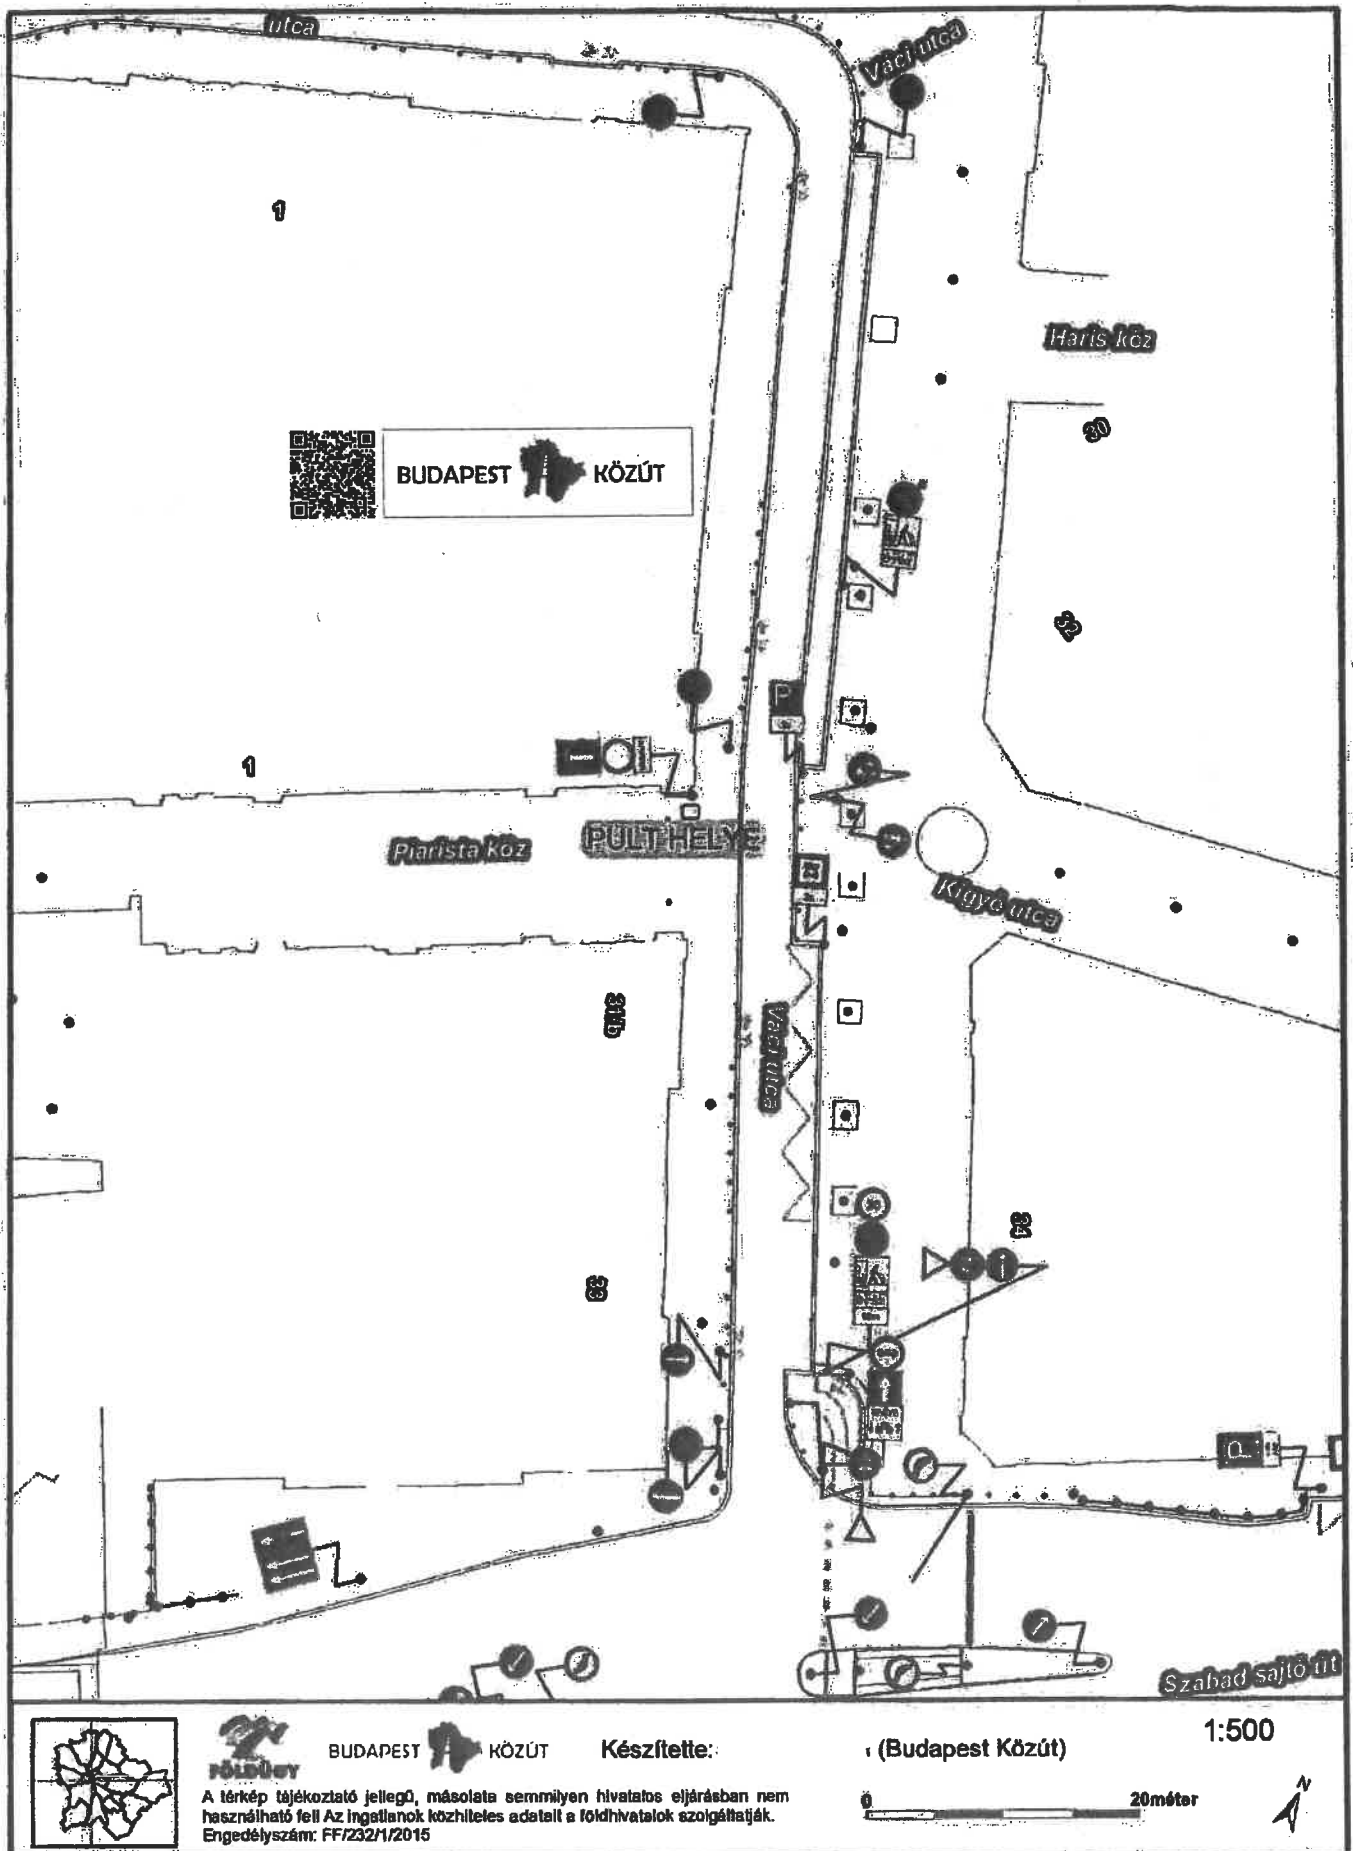 utca
Váci utca
1
Haris köz
30
BUDAPEST KÖZÚT
32
P
1
PULT HELYE
Piarista köz
Kígyó utca
Váci utca
34
33
P
Szabad sajtó út
FÖLDÜGY
BUDAPEST KÖZÚT
Készítette: (Budapest Közút)
1:500
A térkép tájékoztató jellegű, másolata semmilyen hivatalos eljárásban nem
használható fel! Az ingatlanok közhiteles adatait a földhivatalok szolgáltatják.
Engedélyszám: FF/232/1/2015
0 20méter
N